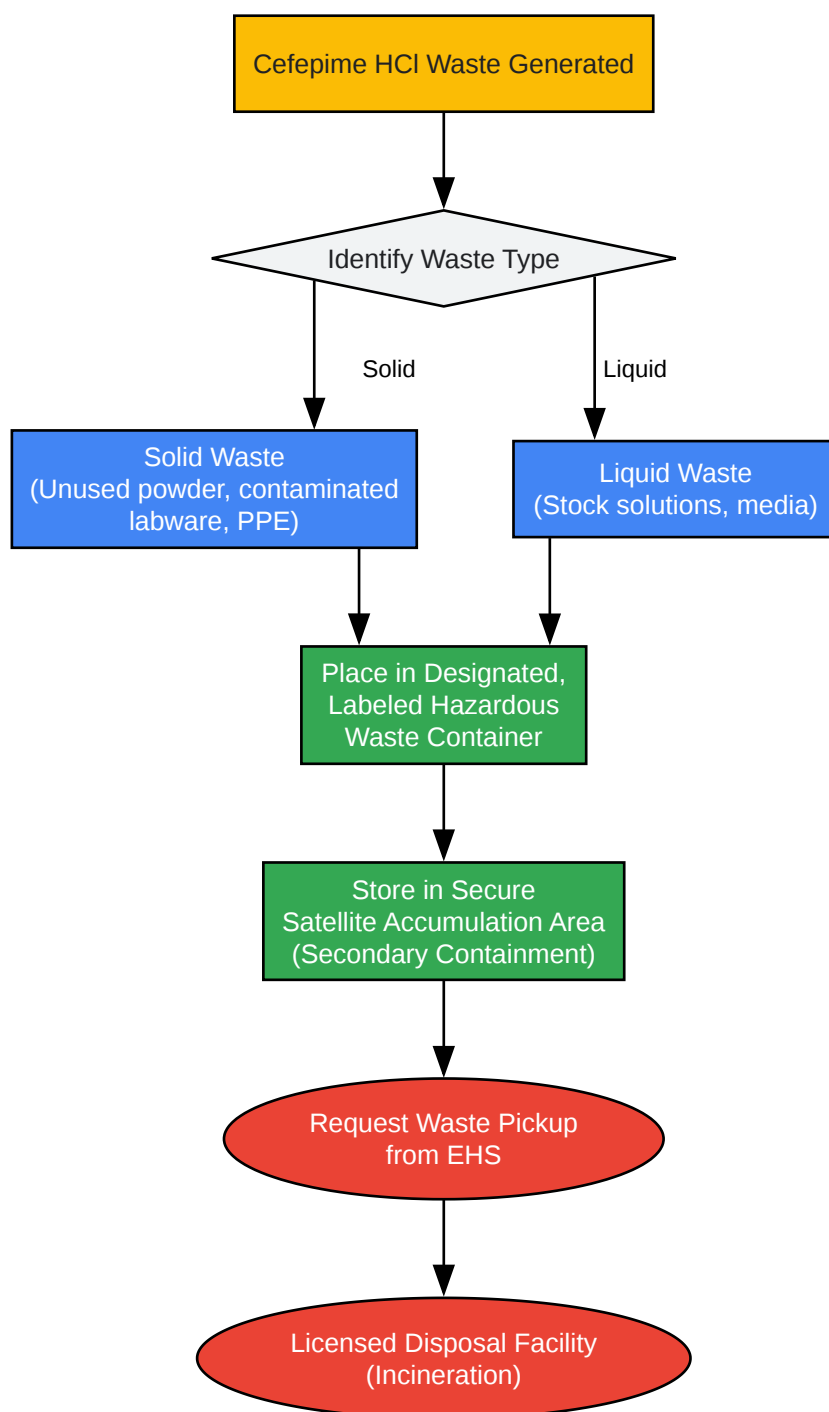 Cefepime HCl Waste Generated
Identify Waste Type
Solid
Liquid
Solid Waste
(Unused powder, contaminated
labware, PPE)
Liquid Waste
(Stock solutions, media)
Place in Designated,
Labeled Hazardous
Waste Container
Store in Secure
Satellite Accumulation Area
(Secondary Containment)
Request Waste Pickup
from EHS
Licensed Disposal Facility
(Incineration)